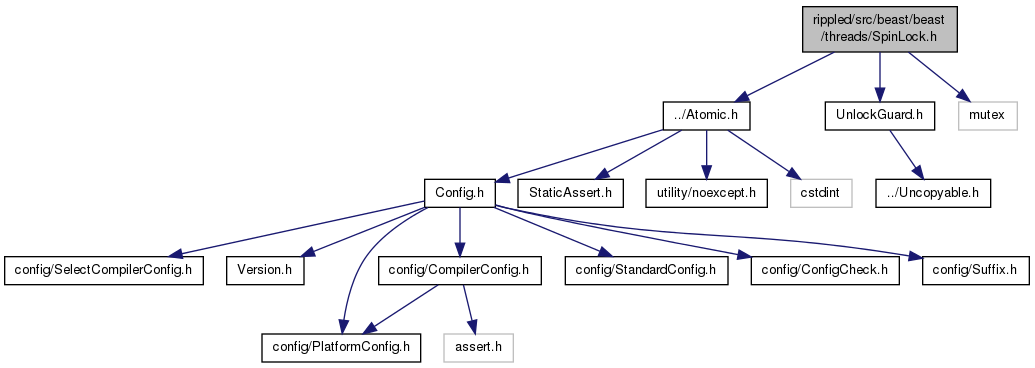 rippled/src/beast/beast
/threads/SpinLock.h
../Atomic.h
UnlockGuard.h
mutex
Config.h
StaticAssert.h
utility/noexcept.h
cstdint
../Uncopyable.h
config/SelectCompilerConfig.h
Version.h
config/CompilerConfig.h
config/StandardConfig.h
config/ConfigCheck.h
config/Suffix.h
config/PlatformConfig.h
assert.h